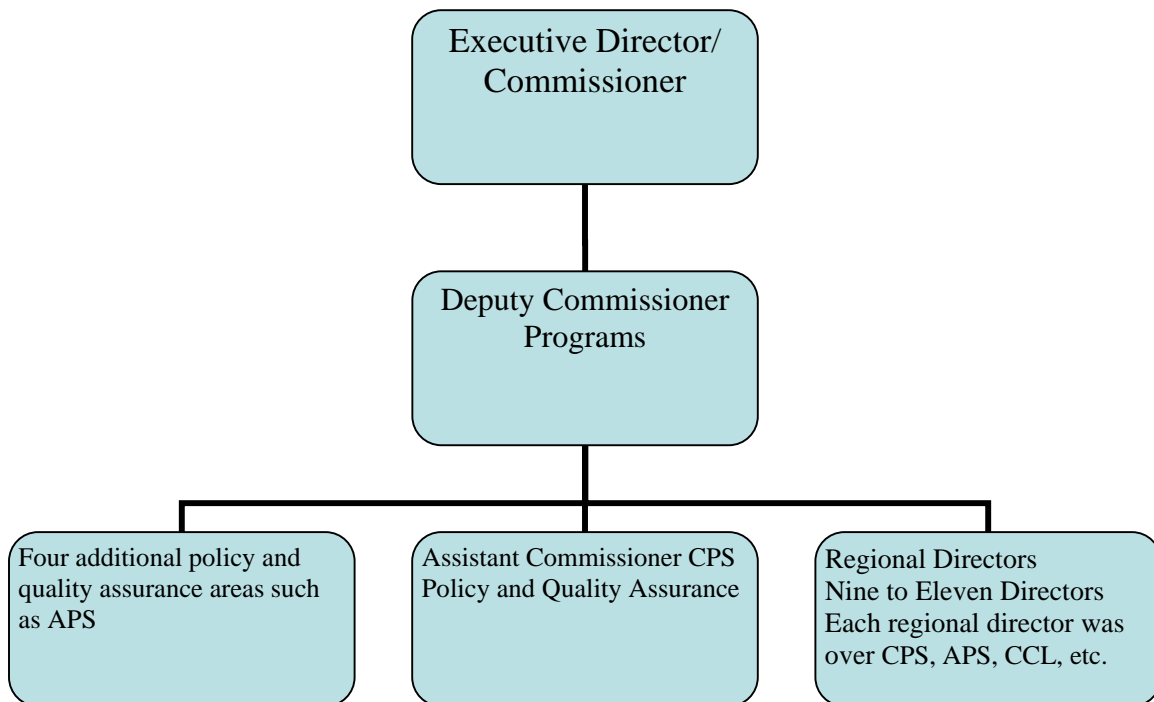 Executive Director/
Commissioner
Deputy Commissioner
Programs
Four additional policy and
quality assurance areas such
as APS
Assistant Commissioner CPS
Policy and Quality Assurance
Regional Directors
Nine to Eleven Directors
Each regional director was
over CPS, APS, CCL, etc.